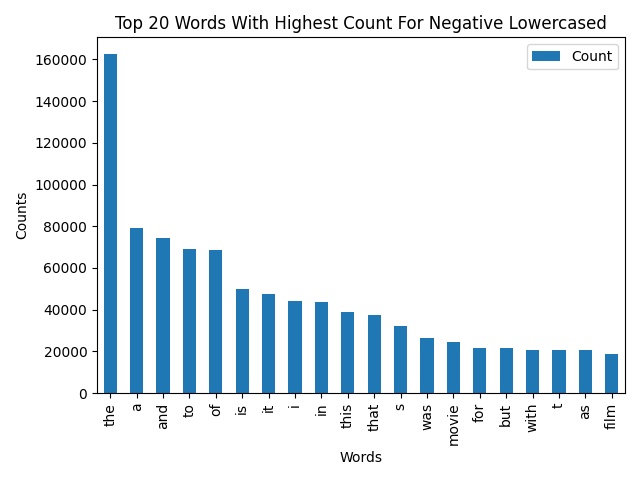 Top 20 Words With Highest Count For Negative Lowercased
Count
160000
140000
120000
100000
80000
60000
40000
20000
0
Counts
the a and to of is it i in this that s was movie for but with t as film
Words